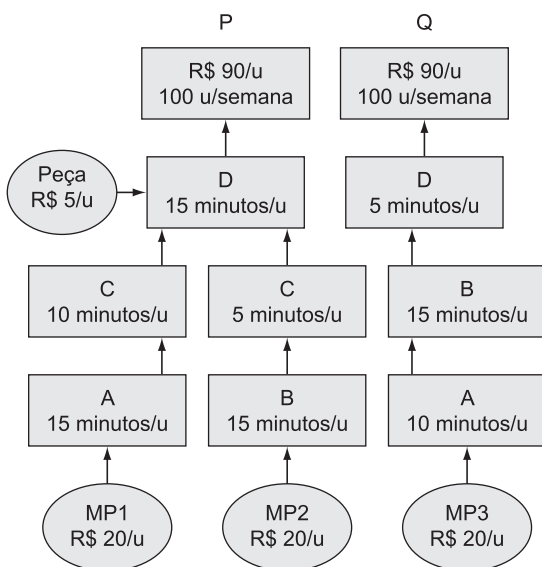 P
Q
R$ 90/u
100 u/semana
R$ 90/u
100 u/semana
Peça
R$ 5/u
D
15 minutos/u
D
5 minutos/u
C
10 minutos/u
C
5 minutos/u
B
15 minutos/u
A
15 minutos/u
B
15 minutos/u
A
10 minutos/u
MP1
R$ 20/u
MP2
R$ 20/u
MP3
R$ 20/u